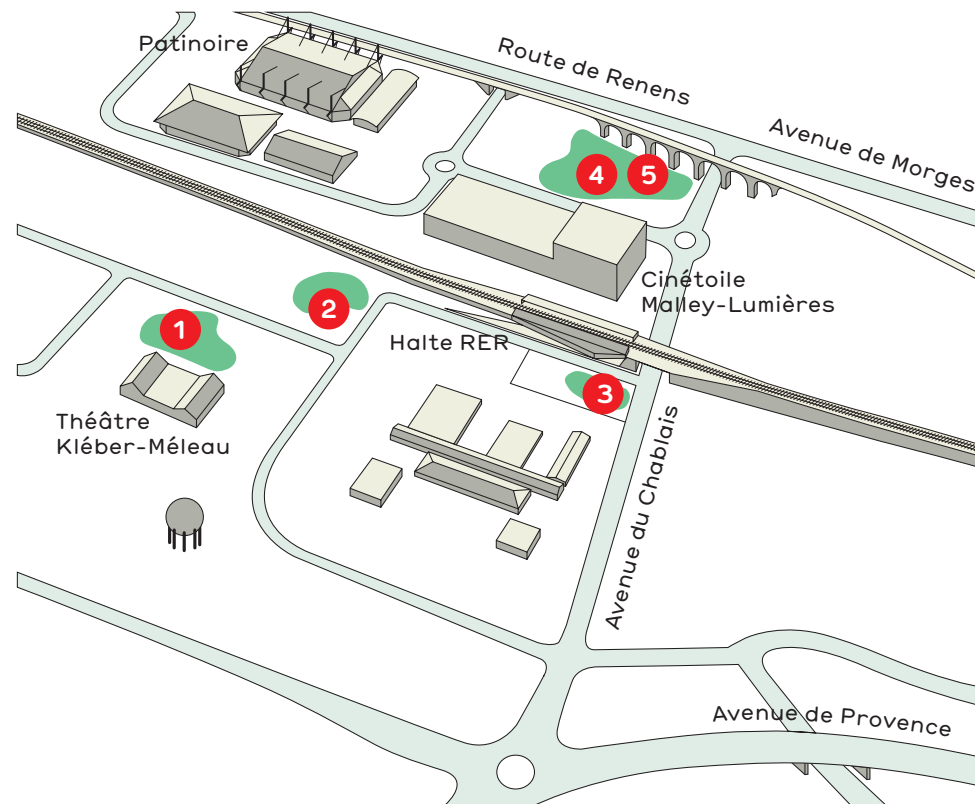 Patinoire
Route de Renens
Avenue de Morges
4
5
Cinétoile
Malley-Lumières
2
1
Halte RER
3
Théâtre
Kléber-Méleau
Avenue du Chablais
Avenue de Provence